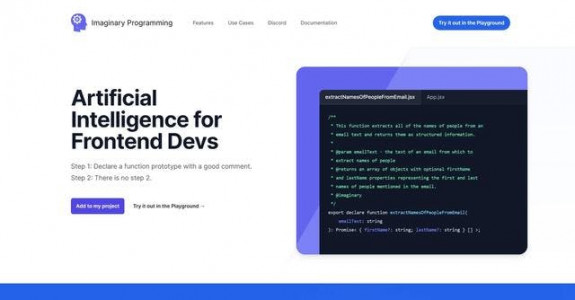 Imaginary Programming
Features Use Cases Discord Documentation
Try it out in the Playground
Artificial
Intelligence for
Frontend Devs
Step 1: Declare a function prototype with a good comment.
Step 2: There is no step 2.
Add to my project Try it out in the Playground →
extractNamesOfPeopleFromEmail.jsx App.jsx
/**
* This function extracts all of the names of people from an
* email text and returns them as structured information.
*
* @param emailText - the text of an email from which to
* extract names of people
* @returns an array of objects with optional firstName
* and lastName properties representing the first and last
* names of people mentioned in the email.
* @imaginary
*/
export declare function extractNamesOfPeopleFromEmail(
emailText: string
): Promise< { firstName?: string; lastName?: string } [] >;